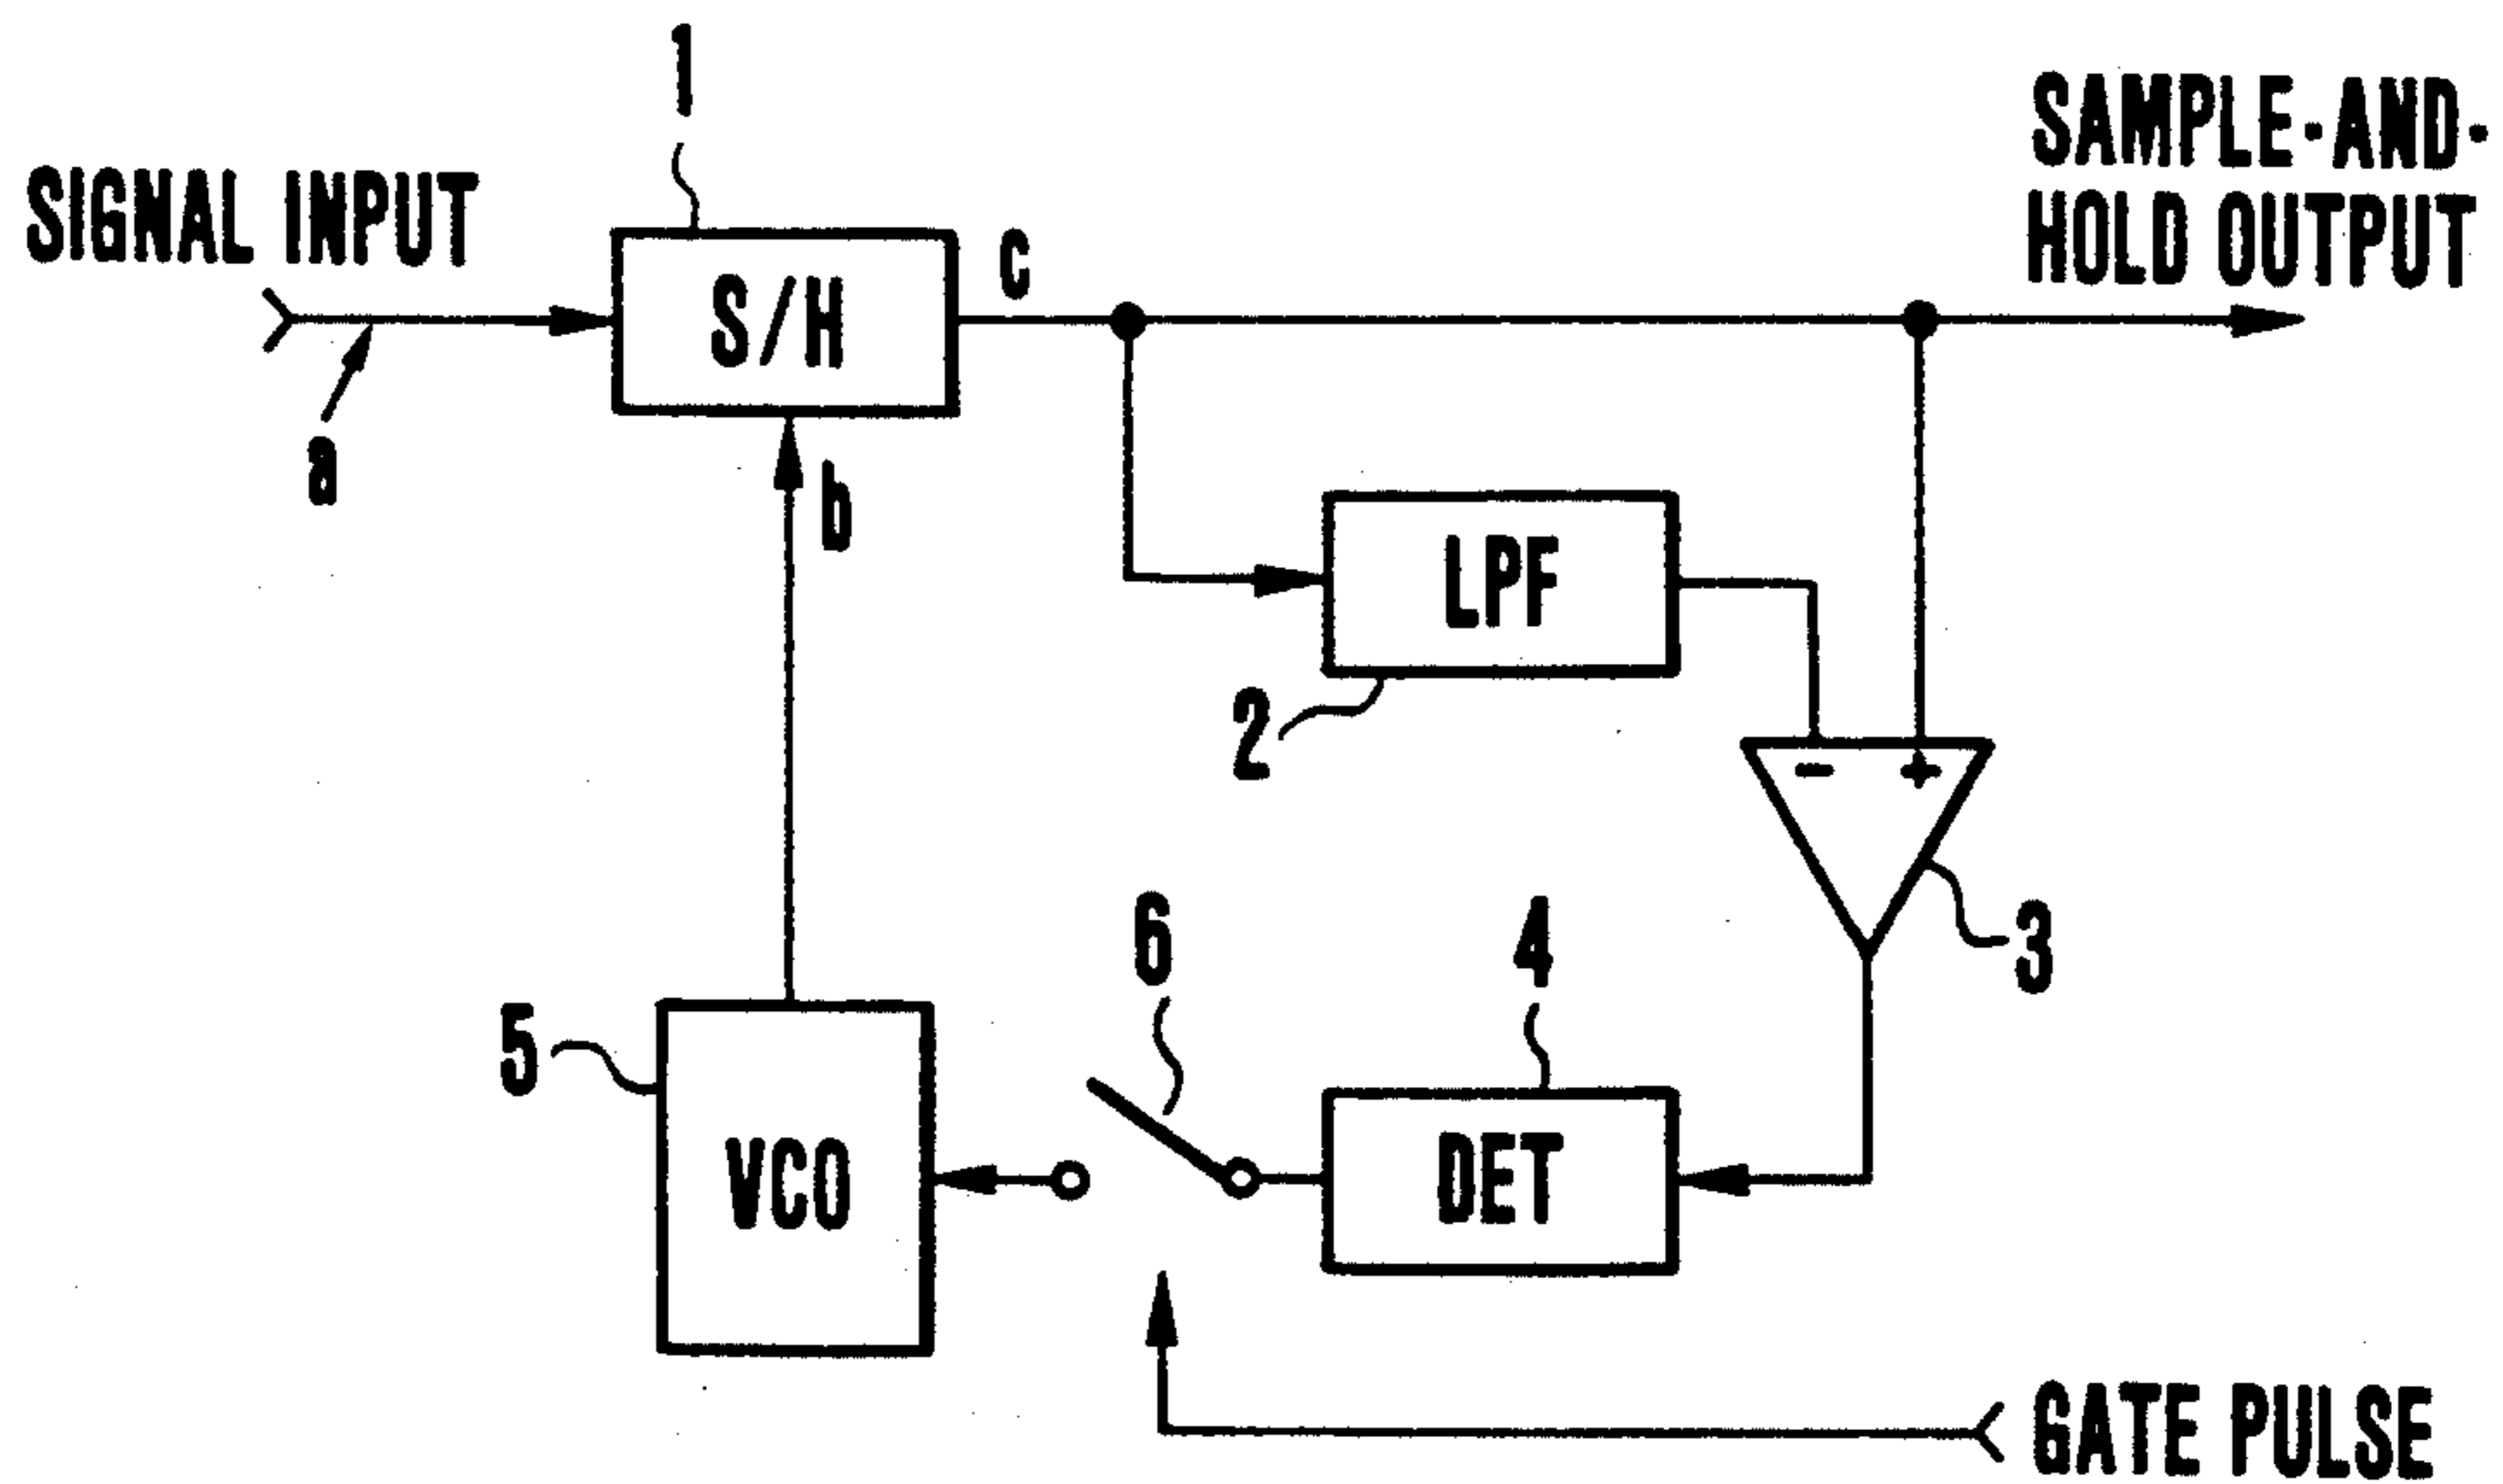 1
SAMPLE·AND·
HOLD OUTPUT
SIGNAL INPUT
S/H
c
a
b
LPF
2
- +
3
6
4
5
VCO
DET
GATE PULSE